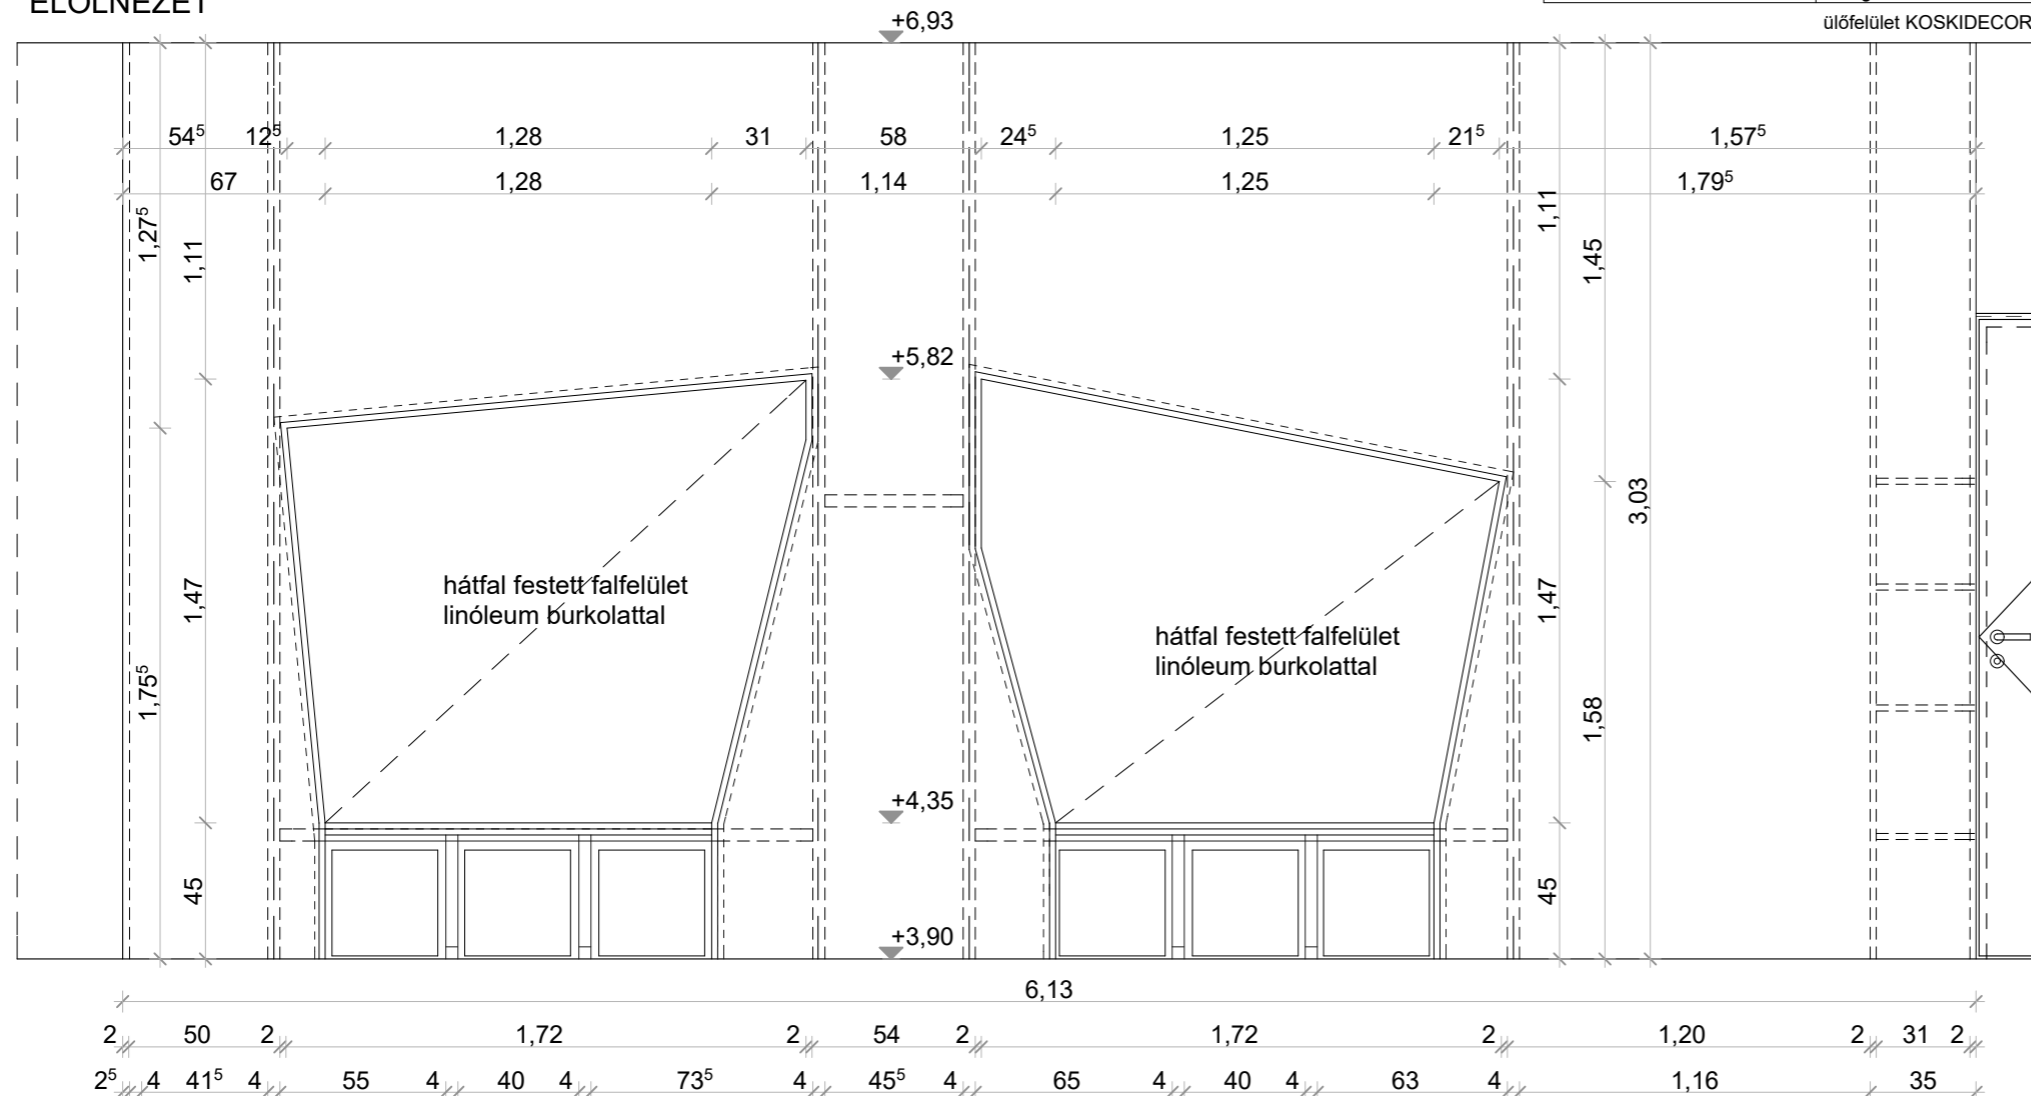 ELÖLNÉZET
ülőfelület KOSKIDECOR
+6,93
54⁵ 12⁵ 1,28 31 58 24⁵ 1,25 21⁵ 1,57⁵
67 1,28 1,14 1,25 1,79⁵
1,27⁵
1,11
1,11
1,45
+5,82
3,03
hátfal festett falfelület
linóleum burkolattal
hátfal festett falfelület
linóleum burkolattal
1,47
1,47
1,75⁵
1,58
+4,35
45
45
+3,90
6,13
2 50 2 1,72 2 54 2 1,72 2 1,20 2 31 2
2⁵ 4 41⁵ 4 55 4 40 4 73⁵ 4 45⁵ 4 65 4 40 4 63 4 1,16 35